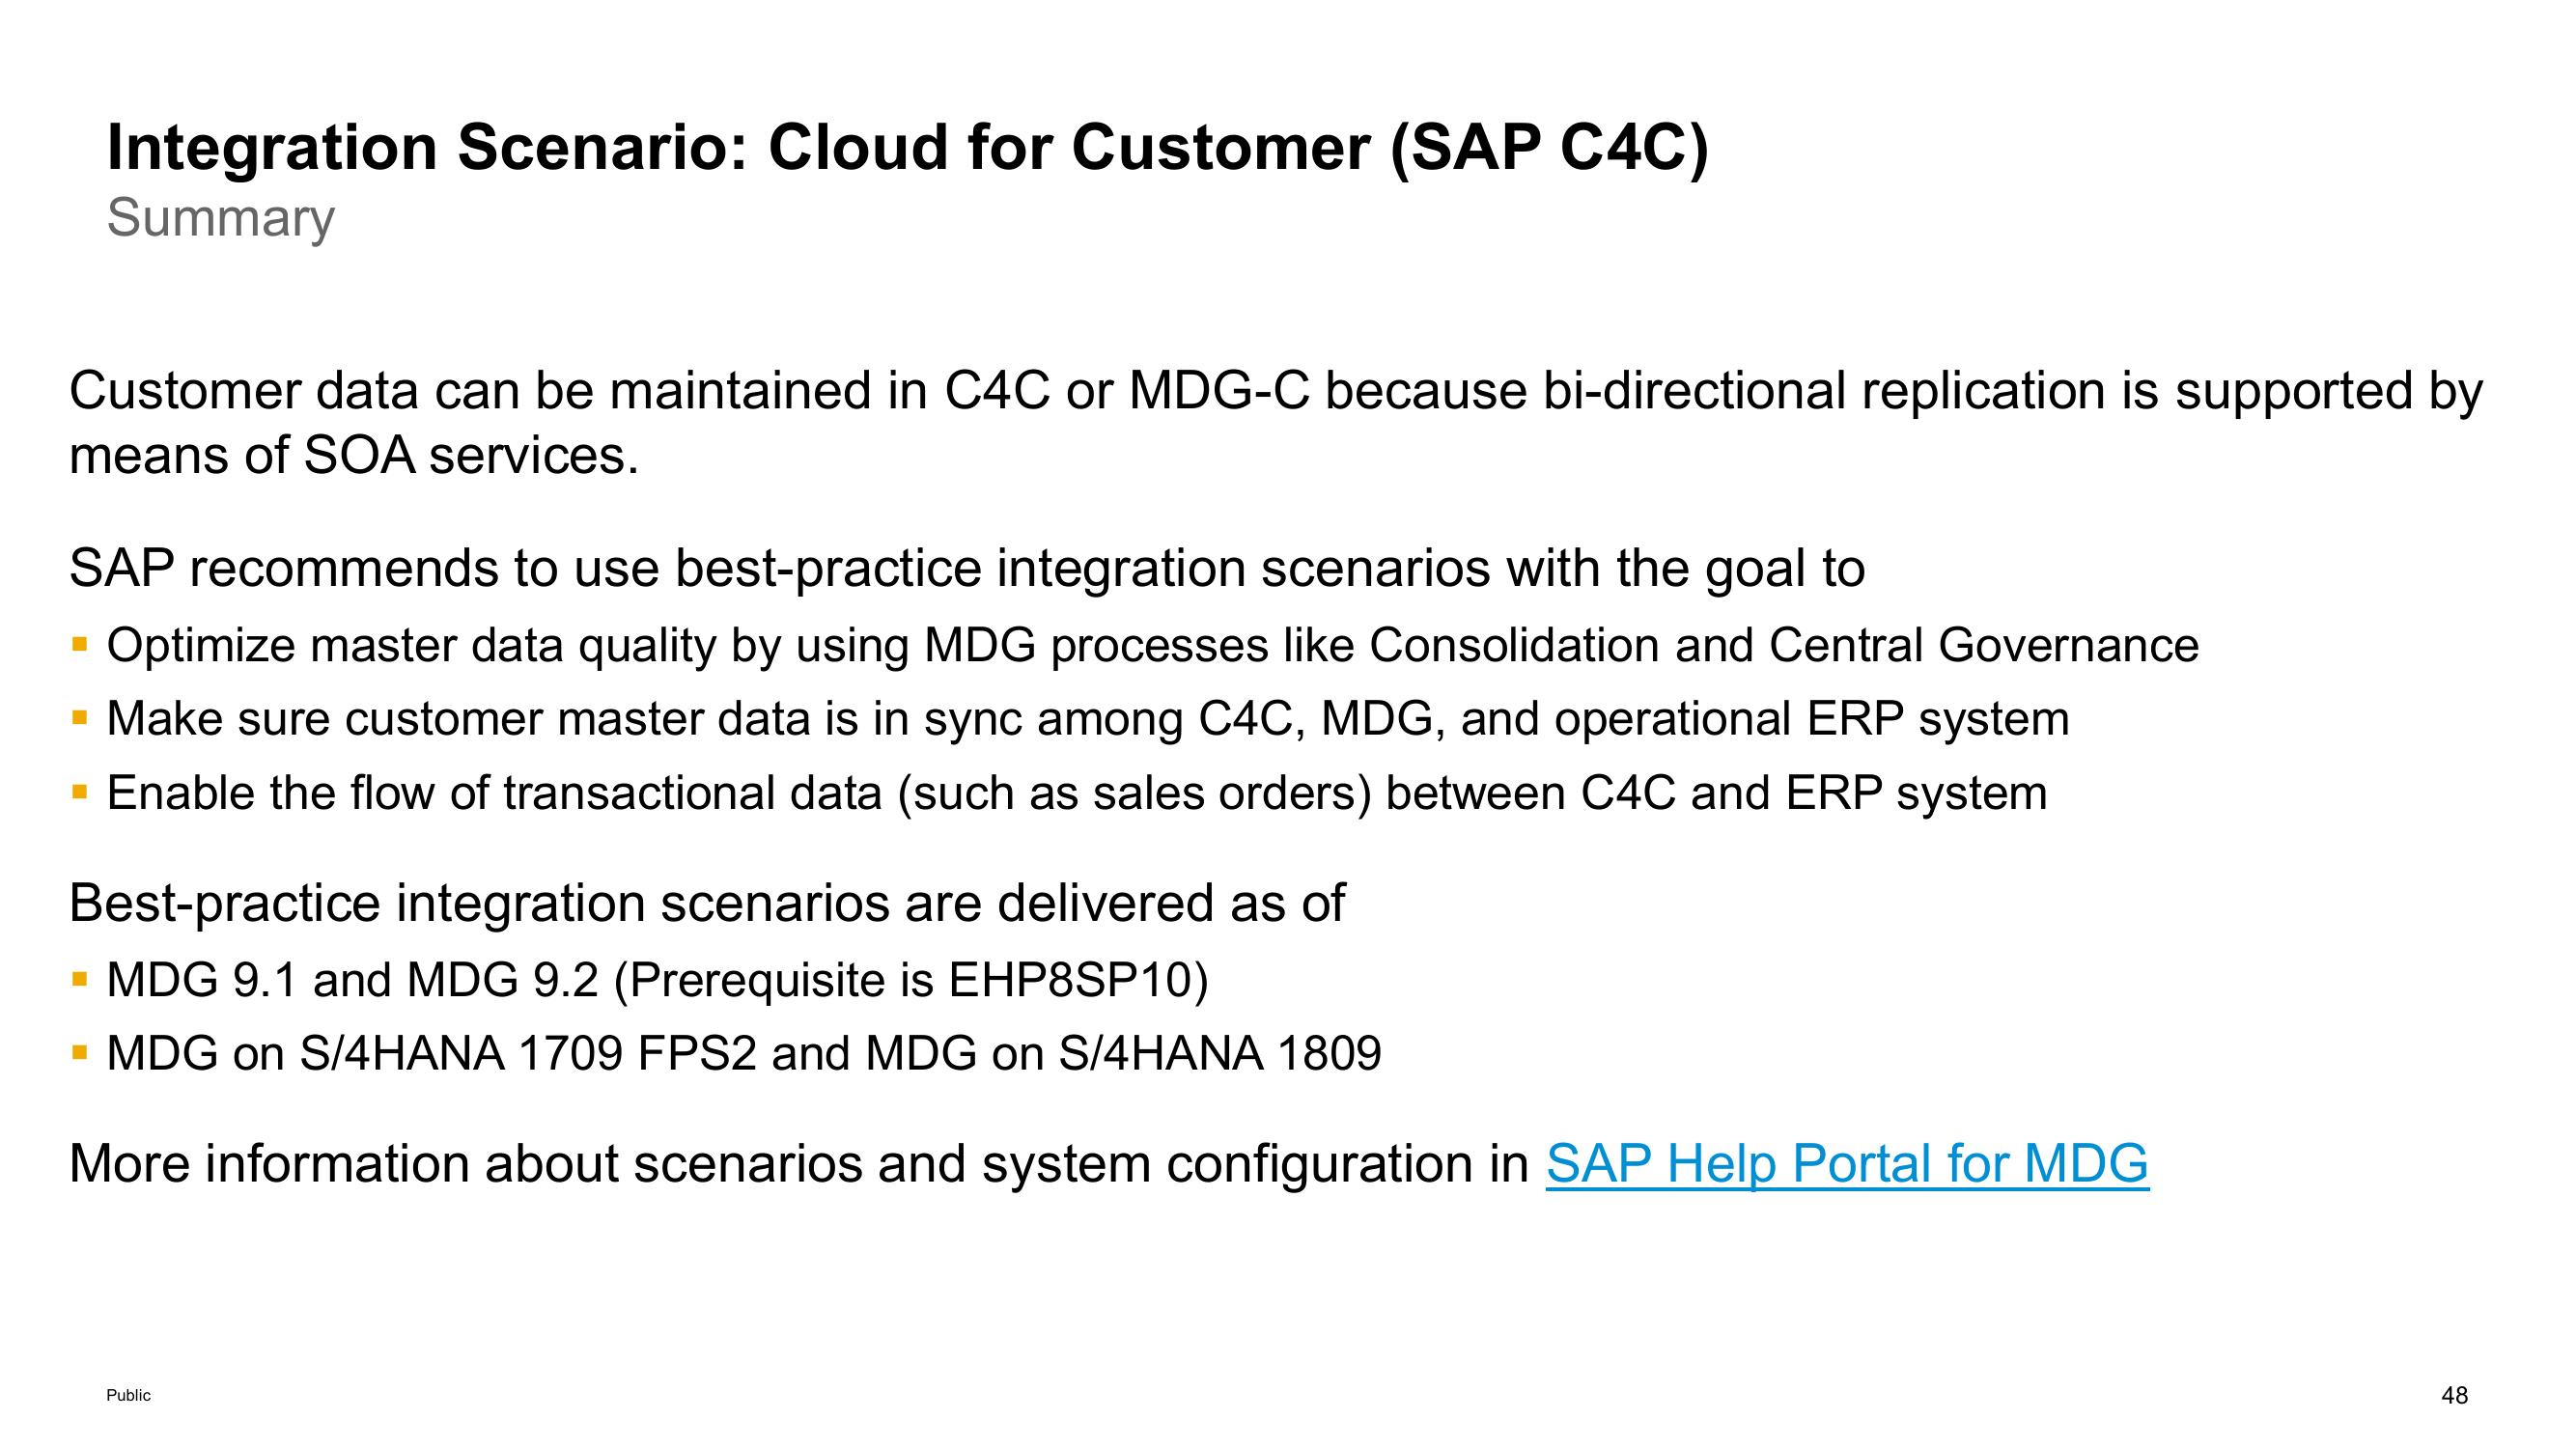 Integration Scenario: Cloud for Customer (SAP C4C)
Summary
Customer data can be maintained in C4C or MDG-C because bi-directional replication is supported by
means of SOA services.
SAP recommends to use best-practice integration scenarios with the goal to
▪ Optimize master data quality by using MDG processes like Consolidation and Central Governance
▪ Make sure customer master data is in sync among C4C, MDG, and operational ERP system
▪ Enable the flow of transactional data (such as sales orders) between C4C and ERP system
Best-practice integration scenarios are delivered as of
▪ MDG 9.1 and MDG 9.2 (Prerequisite is EHP8SP10)
▪ MDG on S/4HANA 1709 FPS2 and MDG on S/4HANA 1809
More information about scenarios and system configuration in SAP Help Portal for MDG
Public
48